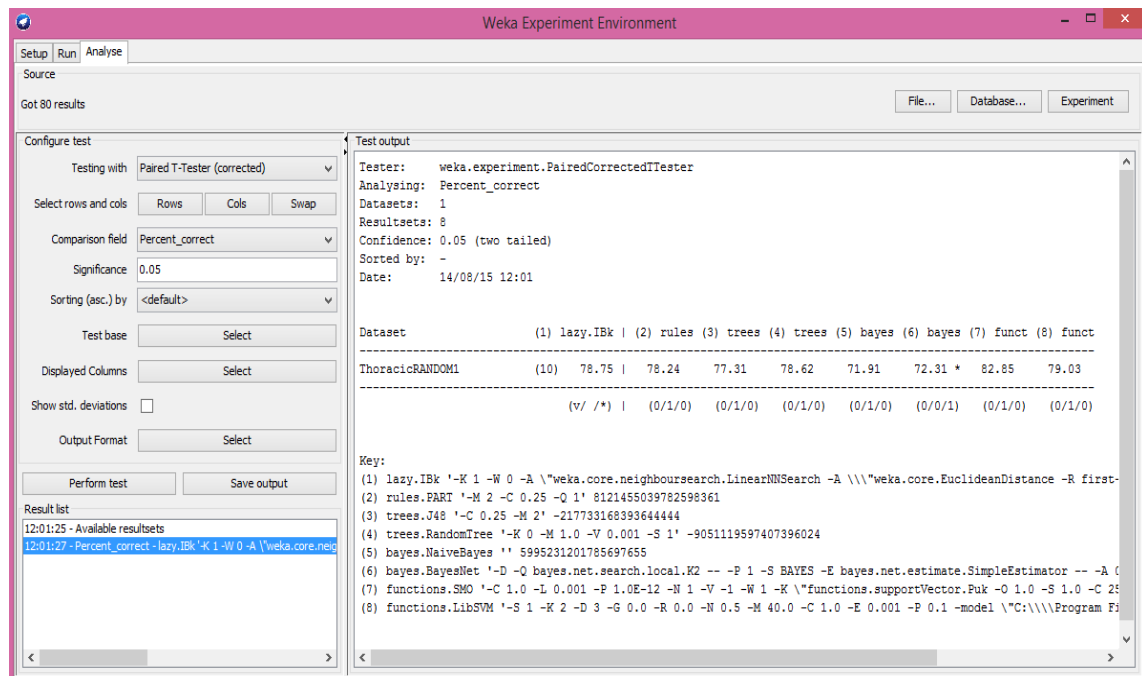 Weka Experiment Environment
Setup Run Analyse
Source
Got 80 results
File... Database... Experiment
Configure test
Testing with Paired T-Tester (corrected)
Select rows and cols Rows Cols Swap
Comparison field Percent_correct
Significance 0.05
Sorting (asc.) by <default>
Test base Select
Displayed Columns Select
Show std. deviations
Output Format Select
Perform test Save output
Result list
12:01:25 - Available resultsets
12:01:27 - Percent_correct - lazy.IBk '-K 1 -W 0 -A \"weka.core.neig
Test output
Tester: weka.experiment.PairedCorrectedTTester
Analysing: Percent_correct
Datasets: 1
Resultsets: 8
Confidence: 0.05 (two tailed)
Sorted by: -
Date: 14/08/15 12:01
Dataset (1) lazy.IBk | (2) rules (3) trees (4) trees (5) bayes (6) bayes (7) funct (8) funct
--------------------------------------------------------------------------------------------------------------
ThoracicRANDOM1 (10) 78.75 | 78.24 77.31 78.62 71.91 72.31 * 82.85 79.03
--------------------------------------------------------------------------------------------------------------
(v/ /*) | (0/1/0) (0/1/0) (0/1/0) (0/1/0) (0/0/1) (0/1/0) (0/1/0)
Key:
(1) lazy.IBk '-K 1 -W 0 -A \"weka.core.neighboursearch.LinearNNSearch -A \\\"weka.core.EuclideanDistance -R first-
(2) rules.PART '-M 2 -C 0.25 -Q 1' 8121455039782598361
(3) trees.J48 '-C 0.25 -M 2' -217733168393644444
(4) trees.RandomTree '-K 0 -M 1.0 -V 0.001 -S 1' -9051119597407396024
(5) bayes.NaiveBayes '' 5995231201785697655
(6) bayes.BayesNet '-D -Q bayes.net.search.local.K2 -- -P 1 -S BAYES -E bayes.net.estimate.SimpleEstimator -- -A
(7) functions.SMO '-C 1.0 -L 0.001 -P 1.0E-12 -N 1 -V -1 -W 1 -K \"functions.supportVector.Puk -O 1.0 -S 1.0 -C 25
(8) functions.LibSVM '-S 1 -K 2 -D 3 -G 0.0 -R 0.0 -N 0.5 -M 40.0 -C 1.0 -E 0.001 -P 0.1 -model \"C:\\\\Program Fi